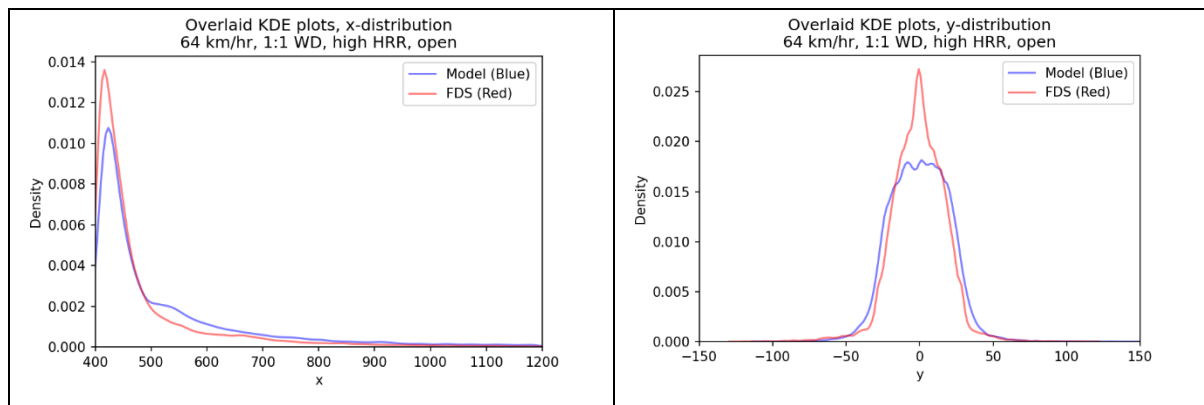 Overlaid KDE plots, x-distribution
64 km/hr, 1:1 WD, high HRR, open
Model (Blue)
FDS (Red)
Density
0.014
0.012
0.010
0.008
0.006
0.004
0.002
0.000
400
500
600
700
800
900
1000
1100
1200
x
Overlaid KDE plots, y-distribution
64 km/hr, 1:1 WD, high HRR, open
Model (Blue)
FDS (Red)
Density
0.025
0.020
0.015
0.010
0.005
0.000
−150
−100
−50
0
50
100
150
y